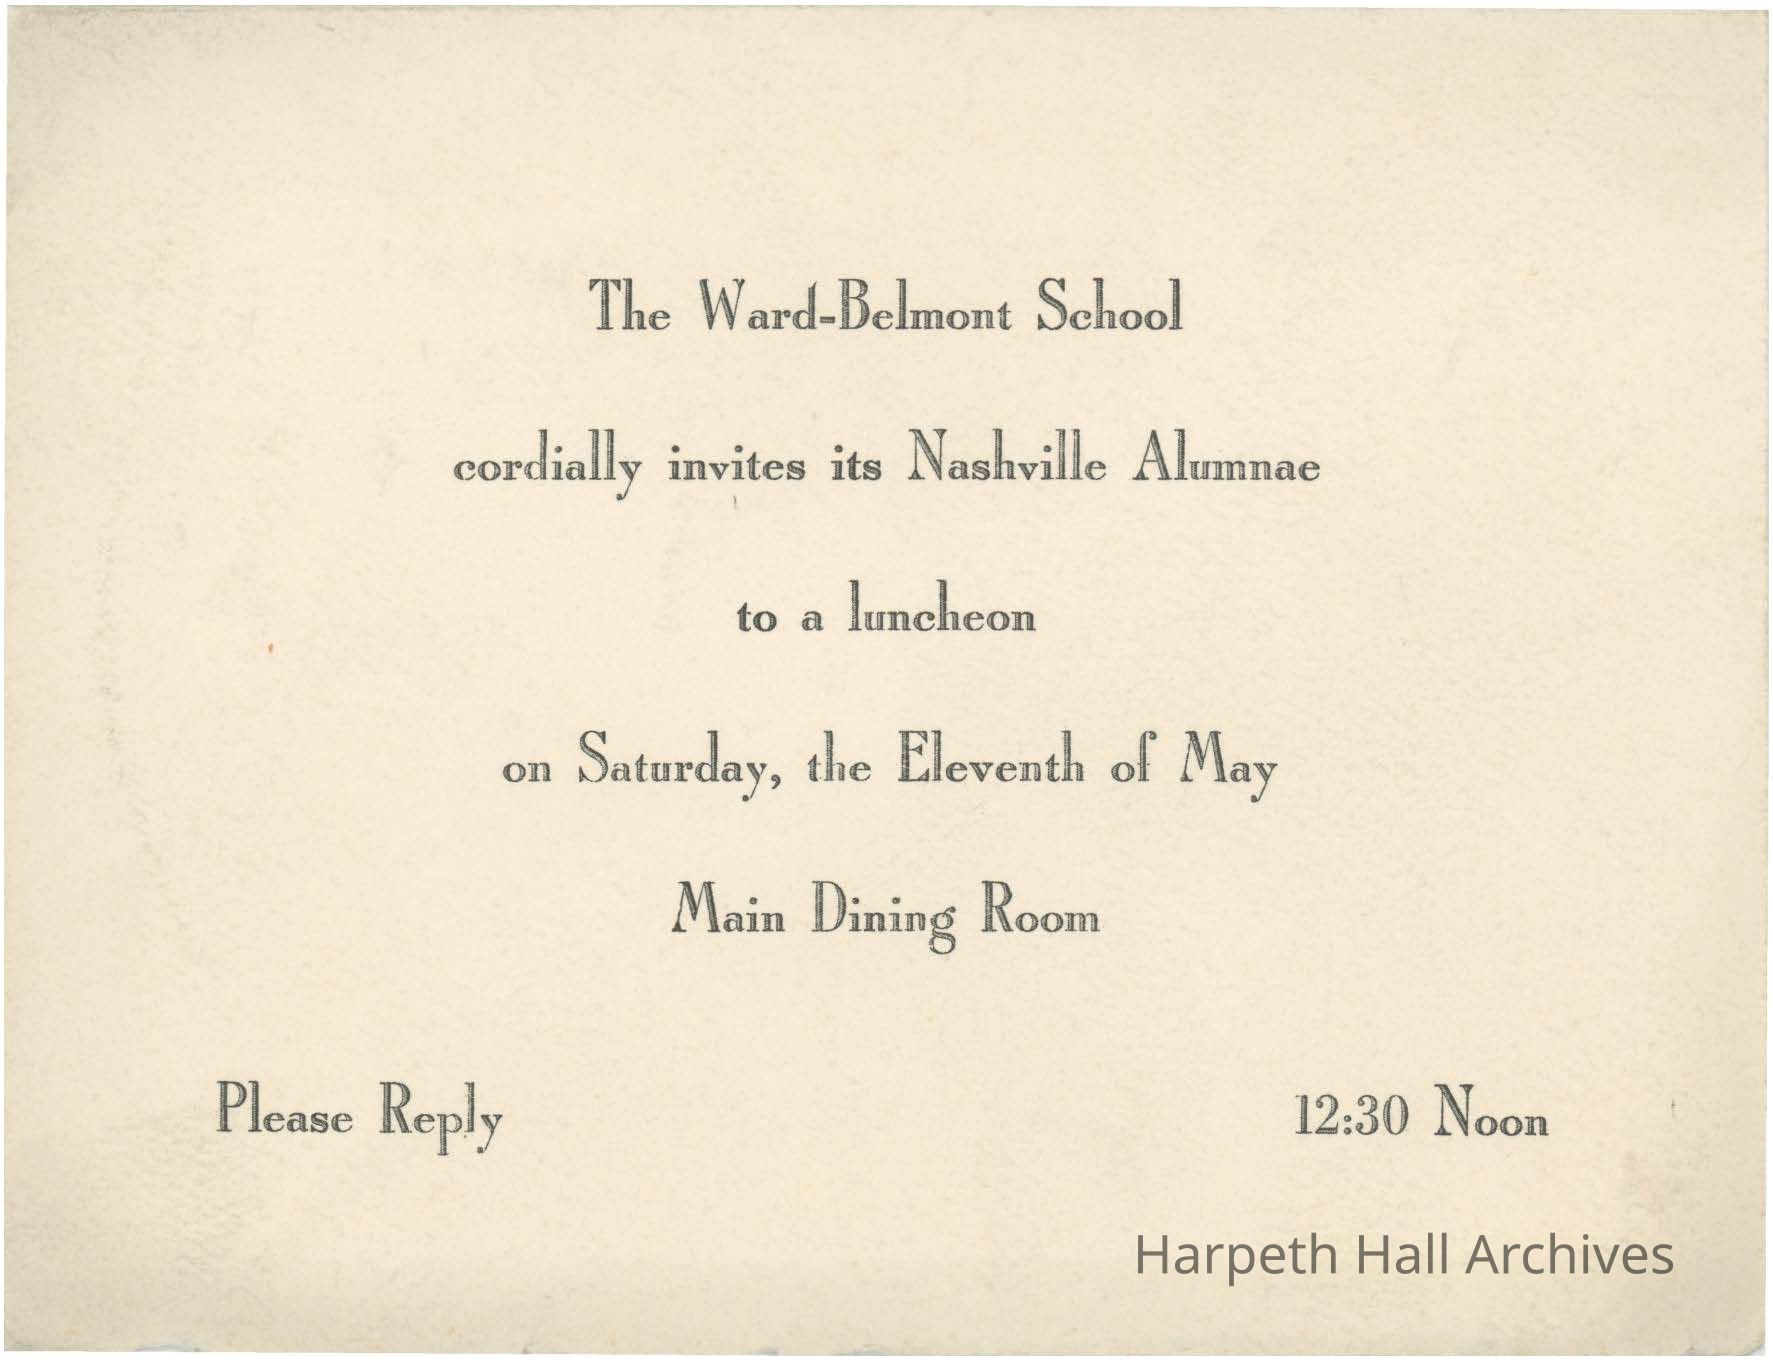 The Ward-Belmont School
cordially invites its Nashville Alumnae
to a luncheon
on Saturday, the Eleventh of May
Main Dining Room
Please Reply 12:30 Noon
Harpeth Hall Archives